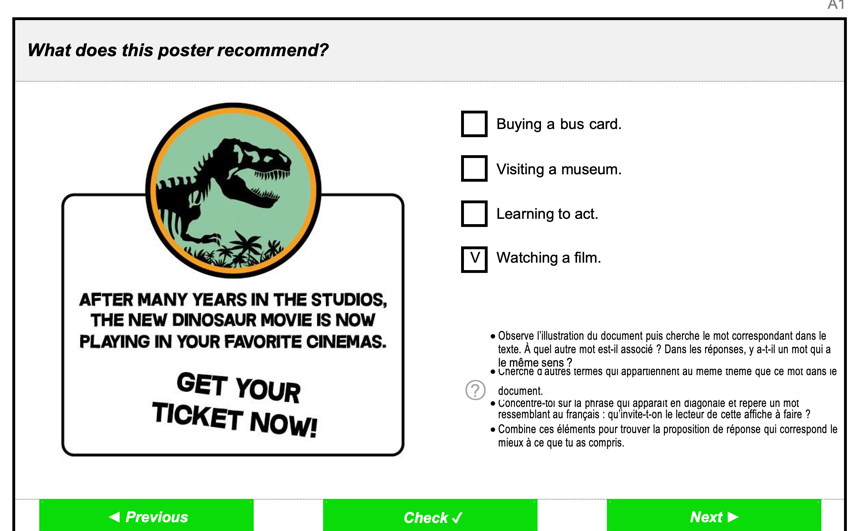 A1
What does this poster recommend?
AFTER MANY YEARS IN THE STUDIOS,
THE NEW DINOSAUR MOVIE IS NOW
PLAYING IN YOUR FAVORITE CINEMAS.
GET YOUR
TICKET NOW!
Buying a bus card.
Visiting a museum.
Learning to act.
V Watching a film.
?
• Observe l'illustration du document puis cherche le mot correspondant dans le
texte. À quel autre mot est-il associé ? Dans les réponses, y a-t-il un mot qui a
le même sens ?
• Cherche d'autres termes qui appartiennent au même thème que ce mot dans le
document.
• Concentre-toi sur la phrase qui apparaît en diagonale et repère un mot
ressemblant au français : qu'invite-t-on le lecteur de cette affiche à faire ?
• Combine ces éléments pour trouver la proposition de réponse qui correspond le
mieux à ce que tu as compris.
◄ Previous
Check ✓
Next ►